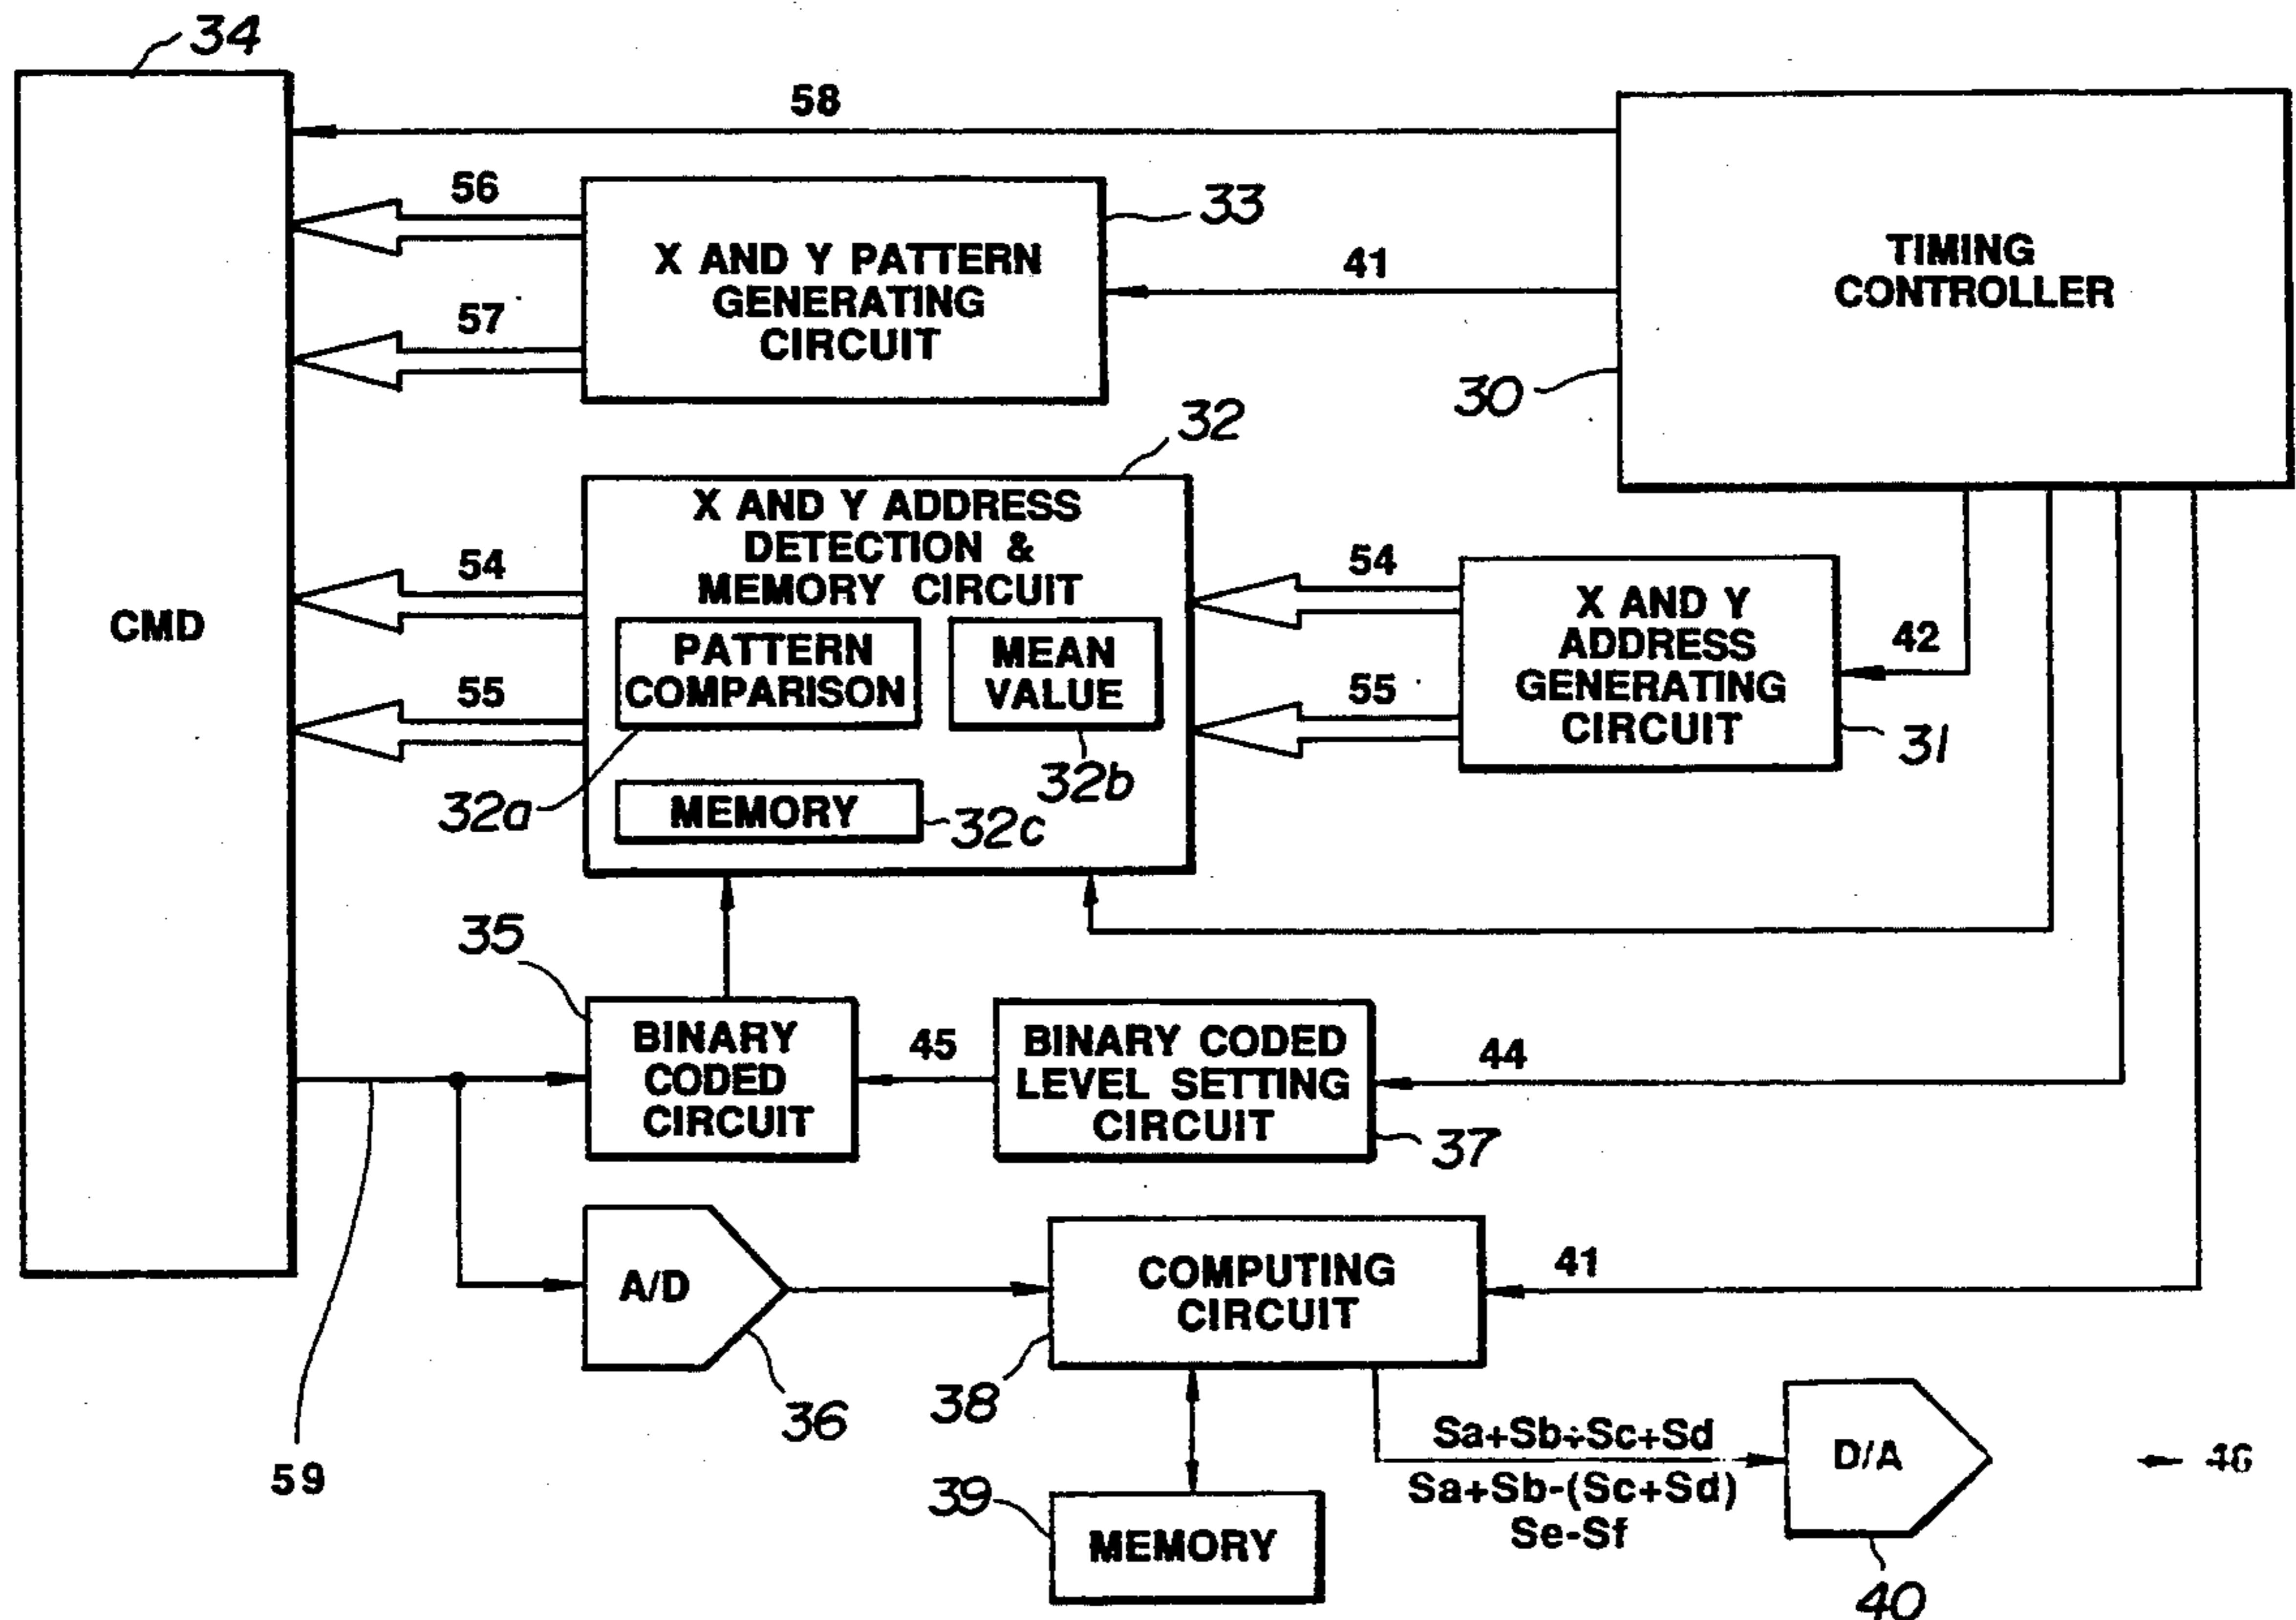 34
58
56
33
X AND Y PATTERN
GENERATING
CIRCUIT
41
TIMING
CONTROLLER
57
30
32
X AND Y ADDRESS
DETECTION &
MEMORY CIRCUIT
54
54
CMD
PATTERN
COMPARISON
MEAN
VALUE
X AND Y
ADDRESS
GENERATING
CIRCUIT
42
55
55
31
32a
32b
MEMORY
32c
35
BINARY
CODED
CIRCUIT
45
BINARY CODED
LEVEL SETTING
CIRCUIT
44
37
A/D
COMPUTING
CIRCUIT
41
36
38
59
Sa+Sb+Sc+Sd
Sa+Sb-(Sc+Sd)
Se-Sf
D/A
46
39
MEMORY
40